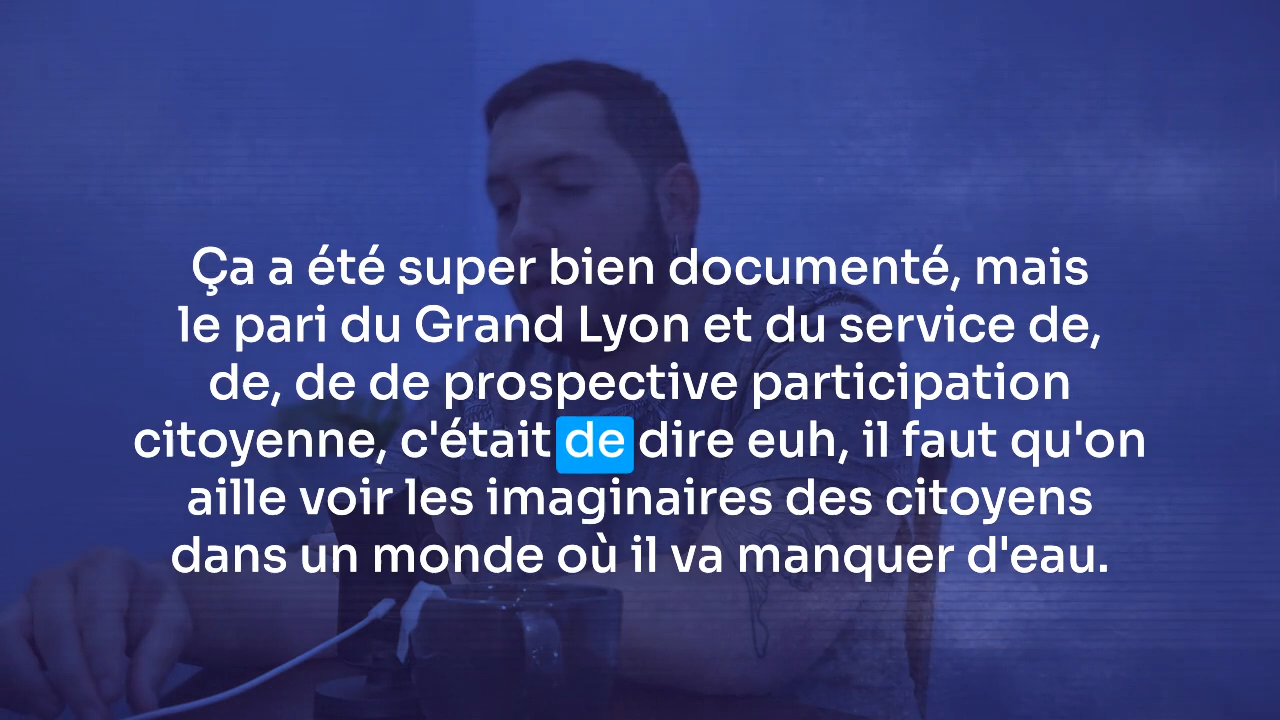 Ça a été super bien documenté, mais
le pari du Grand Lyon et du service de,
de, de de prospective participation
citoyenne, c'était de dire euh, il faut qu'on
aille voir les imaginaires des citoyens
dans un monde où il va manquer d'eau.